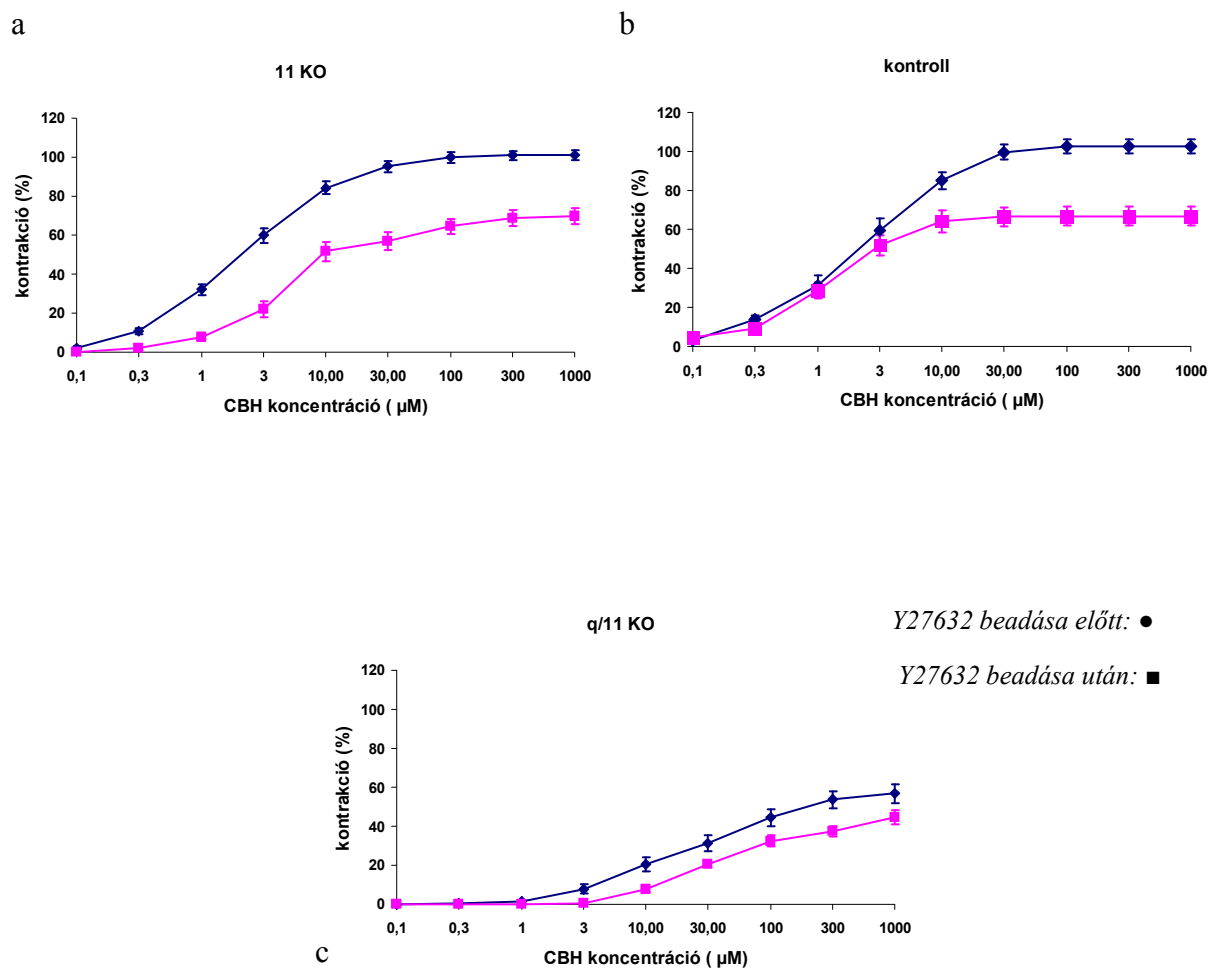 a
11 KO
120
100
80
60
40
20
0
kontrakció (%)
0,1 0,3 1 3 10,00 30,00 100 300 1000
CBH koncentráció ( µM)
b
kontroll
120
100
80
60
40
20
0
kontrakció (%)
0,1 0,3 1 3 10,00 30,00 100 300 1000
CBH koncentráció ( µM)
q/11 KO
120
100
80
60
40
20
0
kontrakció (%)
0,1 0,3 1 3 10,00 30,00 100 300 1000
CBH koncentráció ( µM)
c
Y27632 beadása előtt: ●
Y27632 beadása után: ■